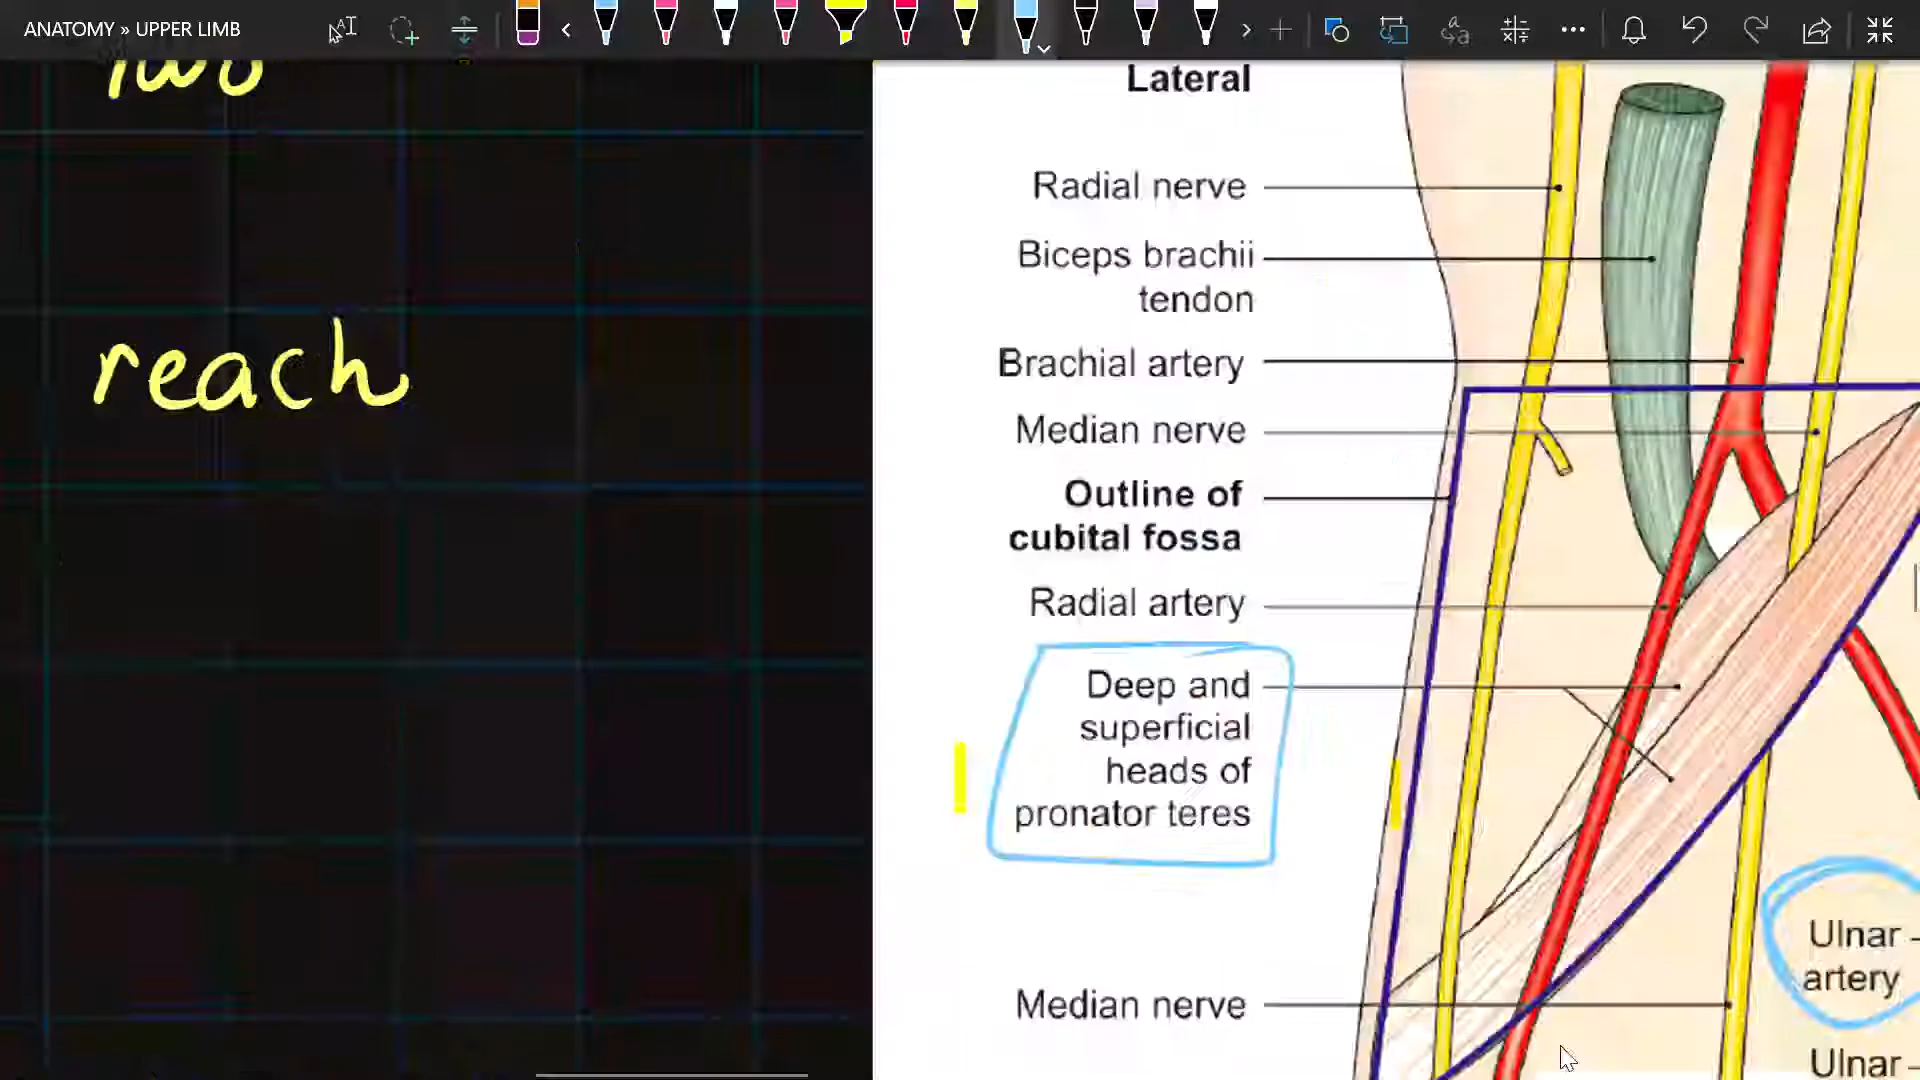 ANATOMY » UPPER LIMB
Two
reach
Lateral
Radial nerve
Biceps brachii
tendon
Brachial artery
Median nerve
Outline of
cubital fossa
Radial artery
Deep and
superficial
heads of
pronator teres
Median nerve
Ulnar
artery
Ulnar